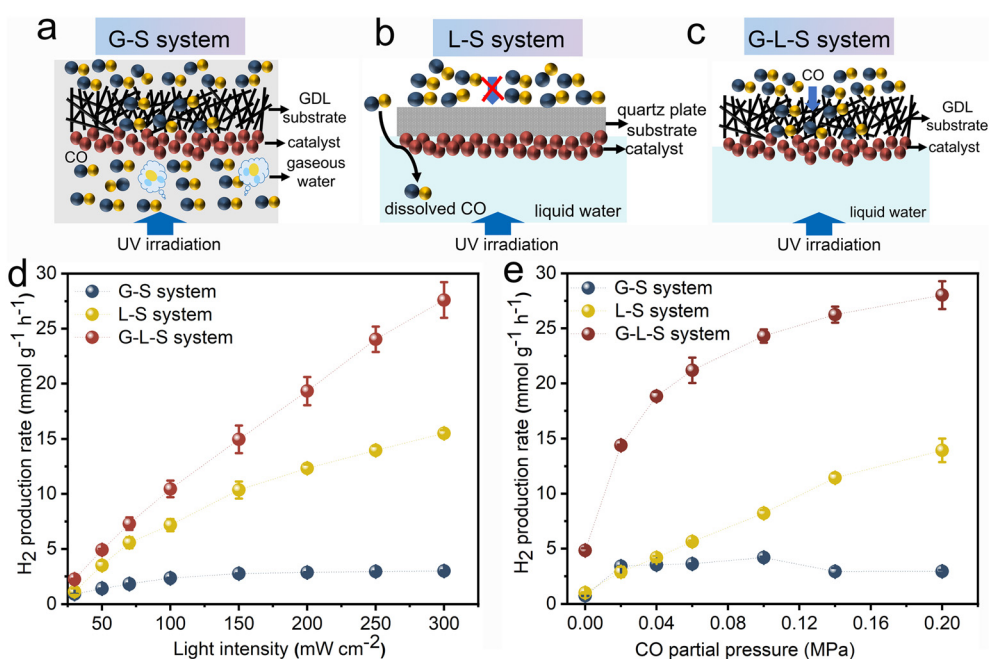 a
G-S system
GDL
substrate
catalyst
CO
gaseous
water
UV irradiation
b
L-S system
quartz plate
substrate
catalyst
dissolved CO
liquid water
UV irradiation
c
G-L-S system
CO
GDL
substrate
catalyst
liquid water
UV irradiation
d
G-S system
L-S system
G-L-S system
H2 production rate (mmol g⁻¹ h⁻¹)
30
25
20
15
10
5
0
50
100
150
200
250
300
Light intensity (mW cm⁻²)
e
G-S system
L-S system
G-L-S system
H2 production rate (mmol g⁻¹ h⁻¹)
30
25
20
15
10
5
0
0.00
0.04
0.08
0.12
0.16
0.20
CO partial pressure (MPa)